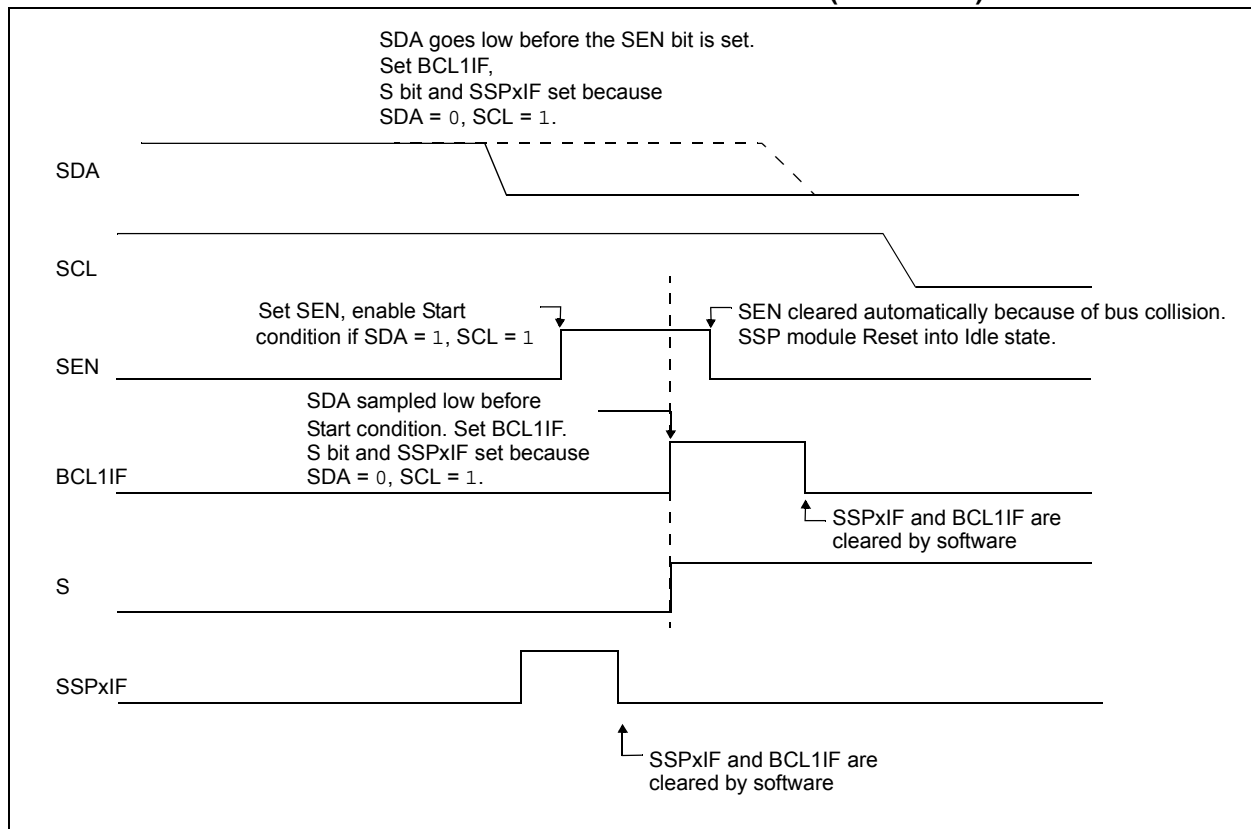 SDA goes low before the SEN bit is set.
Set BCL1IF,
S bit and SSPxIF set because
SDA = 0, SCL = 1.
SDA
SCL
Set SEN, enable Start
condition if SDA = 1, SCL = 1
SEN cleared automatically because of bus collision.
SSP module Reset into Idle state.
SEN
SDA sampled low before
Start condition. Set BCL1IF.
S bit and SSPxIF set because
SDA = 0, SCL = 1.
BCL1IF
SSPxIF and BCL1IF are
cleared by software
S
SSPxIF
SSPxIF and BCL1IF are
cleared by software